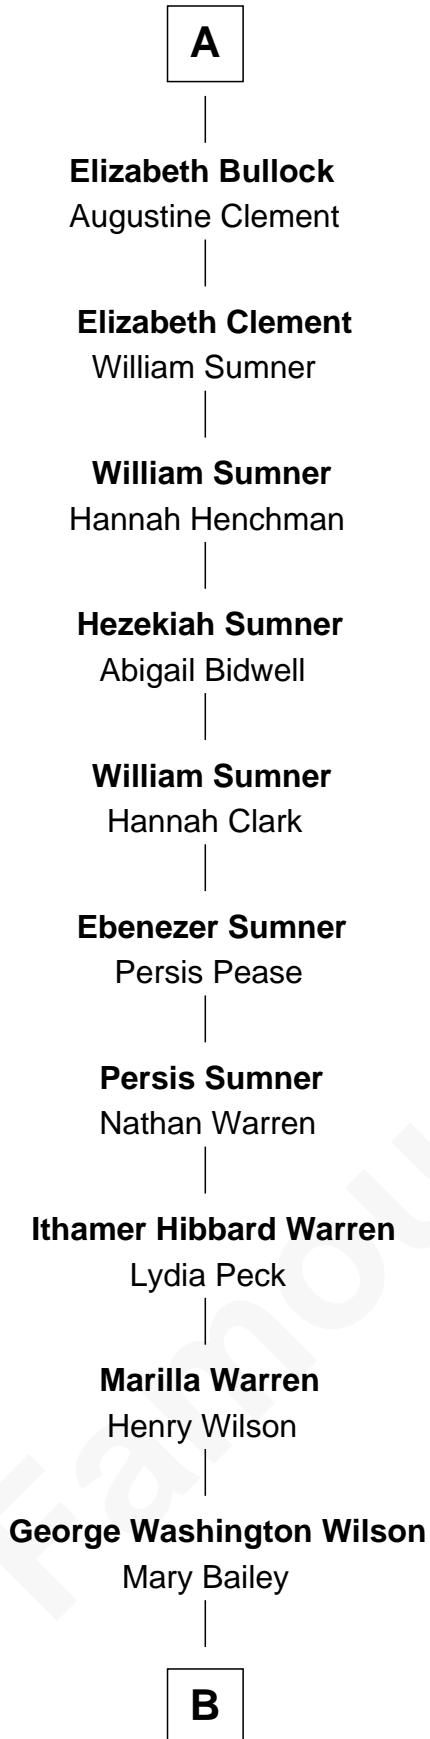 A
Elizabeth Bullock
Augustine Clement
Elizabeth Clement
William Sumner
William Sumner
Hannah Henchman
Hezekiah Sumner
Abigail Bidwell
William Sumner
Hannah Clark
Ebenezer Sumner
Persis Pease
Persis Sumner
Nathan Warren
Ithamer Hibbard Warren
Lydia Peck
Marilla Warren
Henry Wilson
George Washington Wilson
Mary Bailey
B
Famou